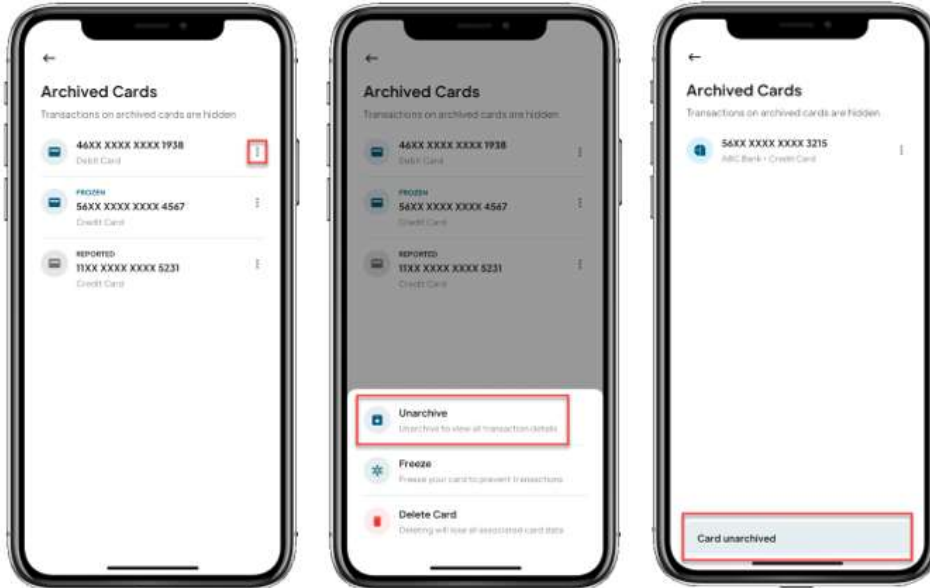 Archived Cards
Transactions on archived cards are hidden
46XX XXXX XXXX 1938
Debit Card
FROZEN
56XX XXXX XXXX 4567
Credit Card
REPORTED
11XX XXXX XXXX 5231
Credit Card
Archived Cards
Transactions on archived cards are hidden
46XX XXXX XXXX 1938
Debit Card
FROZEN
56XX XXXX XXXX 4567
Credit Card
REPORTED
11XX XXXX XXXX 5231
Credit Card
Unarchive
Unarchive to view all transaction details
Freeze
Freeze your card to prevent transactions
Delete Card
Deleting will lose all associated card data
Archived Cards
Transactions on archived cards are hidden
56XX XXXX XXXX 3215
ABC Bank • Credit Card
Card unarchived